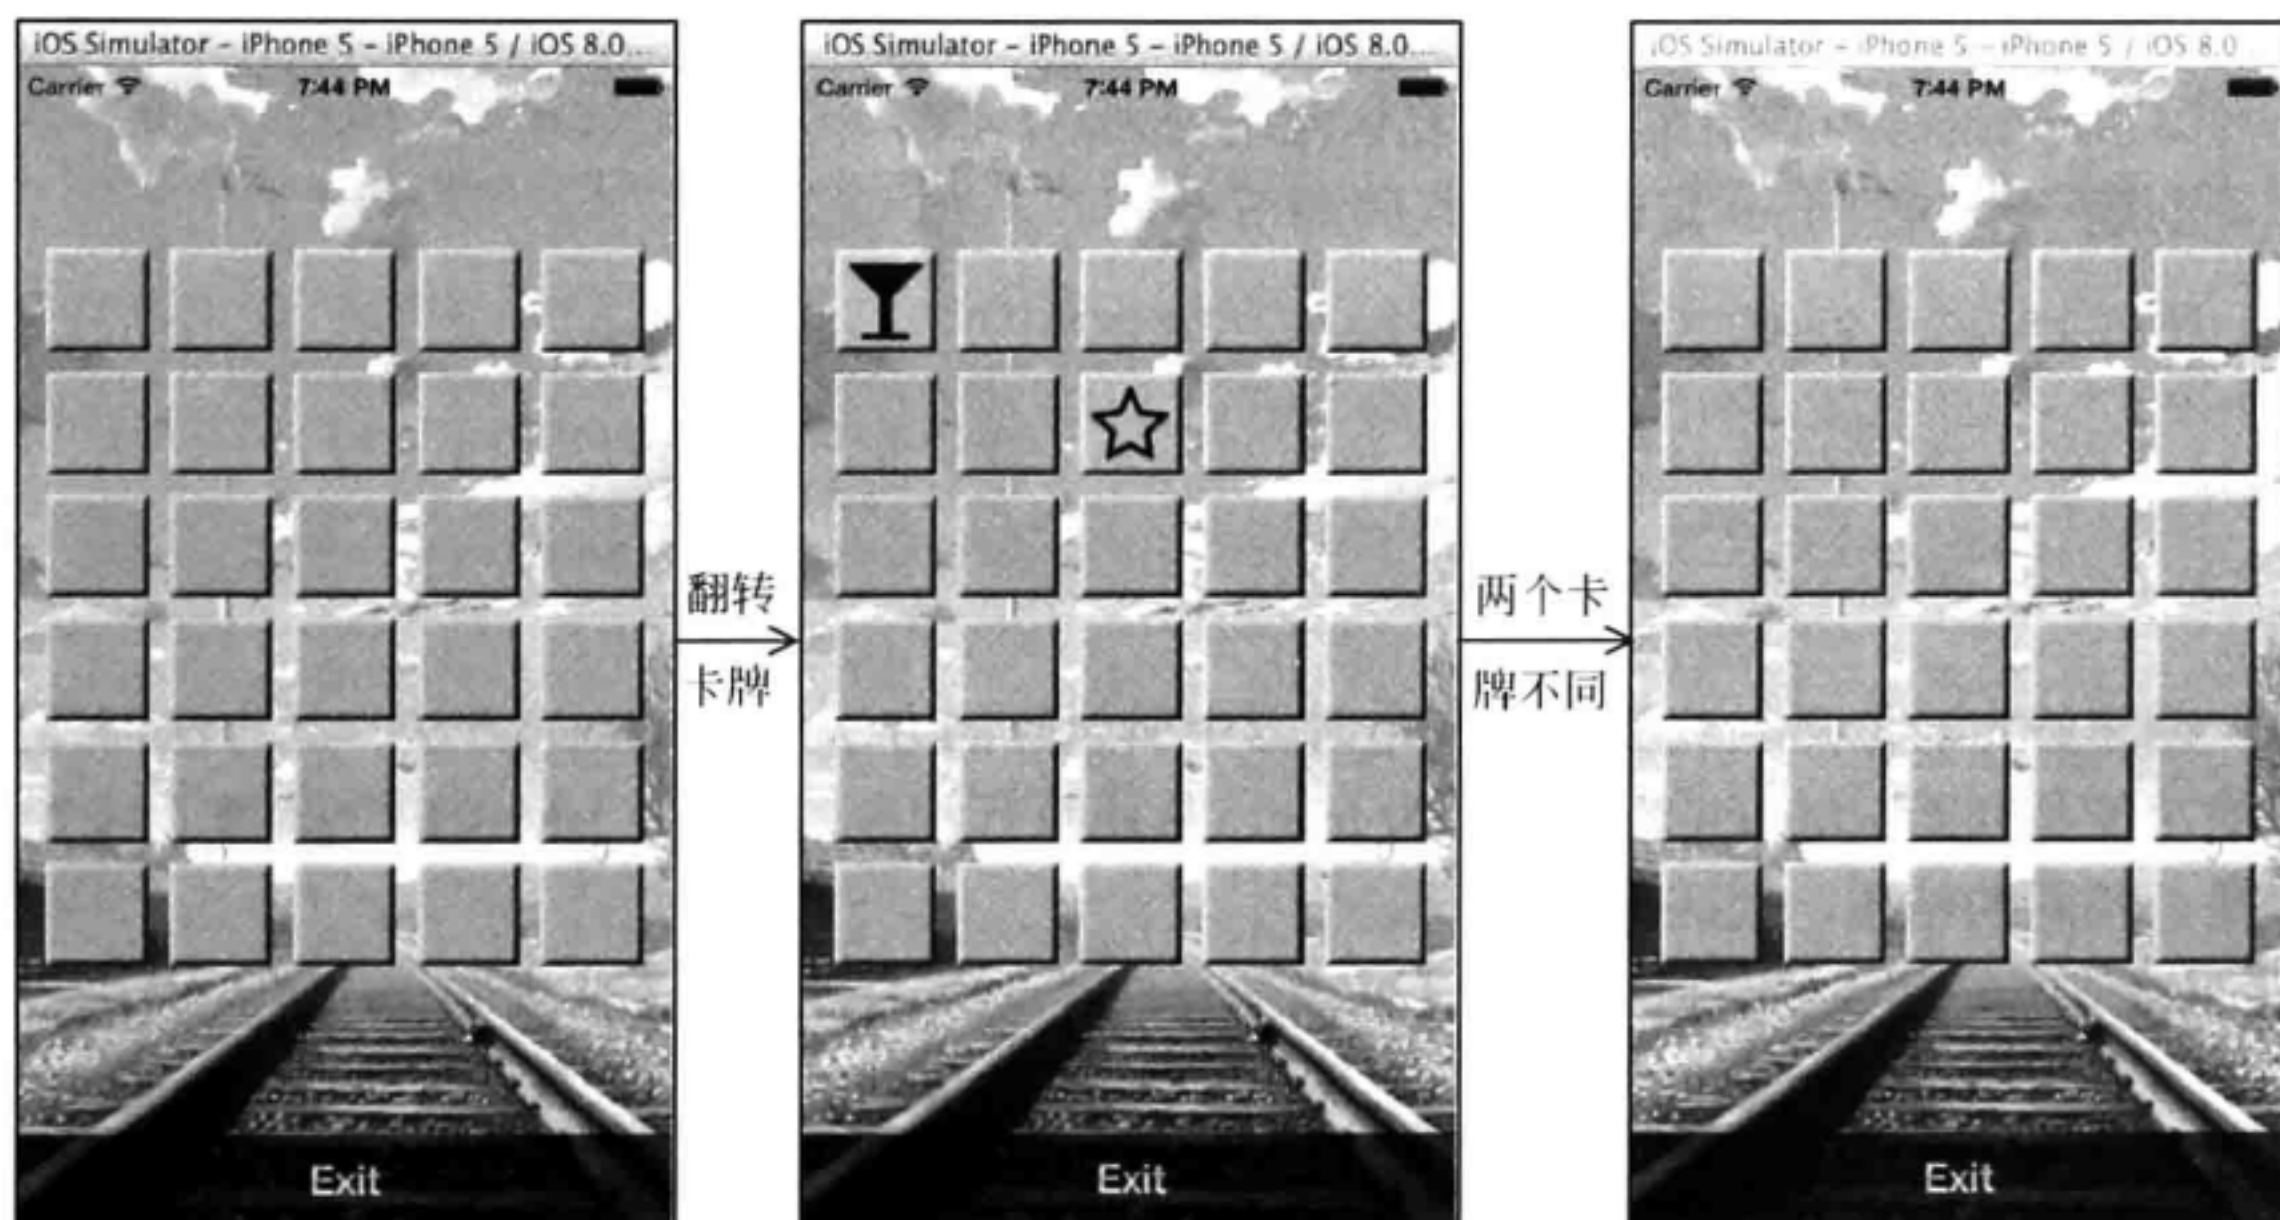 iOS Simulator - iPhone 5 - iPhone 5 / iOS 8.0...
Carrier 7:44 PM
Exit
翻转
卡牌
iOS Simulator - iPhone 5 - iPhone 5 / iOS 8.0...
Carrier 7:44 PM
Exit
两个卡
牌不同
iOS Simulator - iPhone 5 - iPhone 5 / iOS 8.0...
Carrier 7:44 PM
Exit